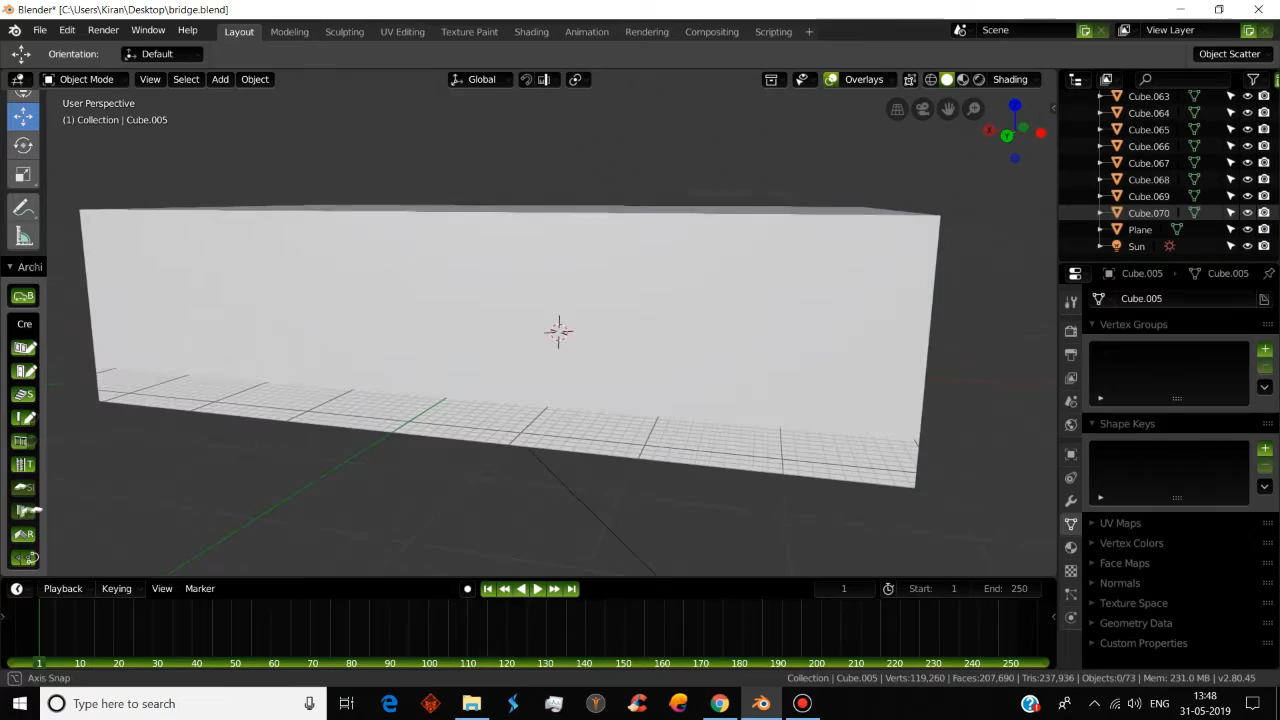 Blender* [C:\Users\Kiran\Desktop\bridge.blend]
File Edit Render Window Help Layout Modeling Sculpting UV Editing Texture Paint Shading Animation Rendering Compositing Scripting + Scene View Layer
Orientation: Default Object Scatter
Object Mode View Select Add Object Global Overlays Shading
User Perspective
(1) Collection | Cube.005
Cube.063
Cube.064
Cube.065
Cube.066
Cube.067
Cube.068
Cube.069
Cube.070
Plane
Sun
Archi
Cre
Cube.005 Cube.005
Cube.005
Vertex Groups
Shape Keys
UV Maps
Vertex Colors
Face Maps
Normals
Texture Space
Geometry Data
Custom Properties
Playback Keying View Marker 1 Start: 1 End: 250
1 10 20 30 40 50 60 70 80 90 100 110 120 130 140 150 160 170 180 190 200 210 220 230 240 250
Axis Snap Collection | Cube.005 | Verts:119,260 | Faces:207,690 | Tris:237,936 | Objects:0/73 | Mem: 231.0 MB | v2.80.45
Type here to search
13:48
31-05-2019